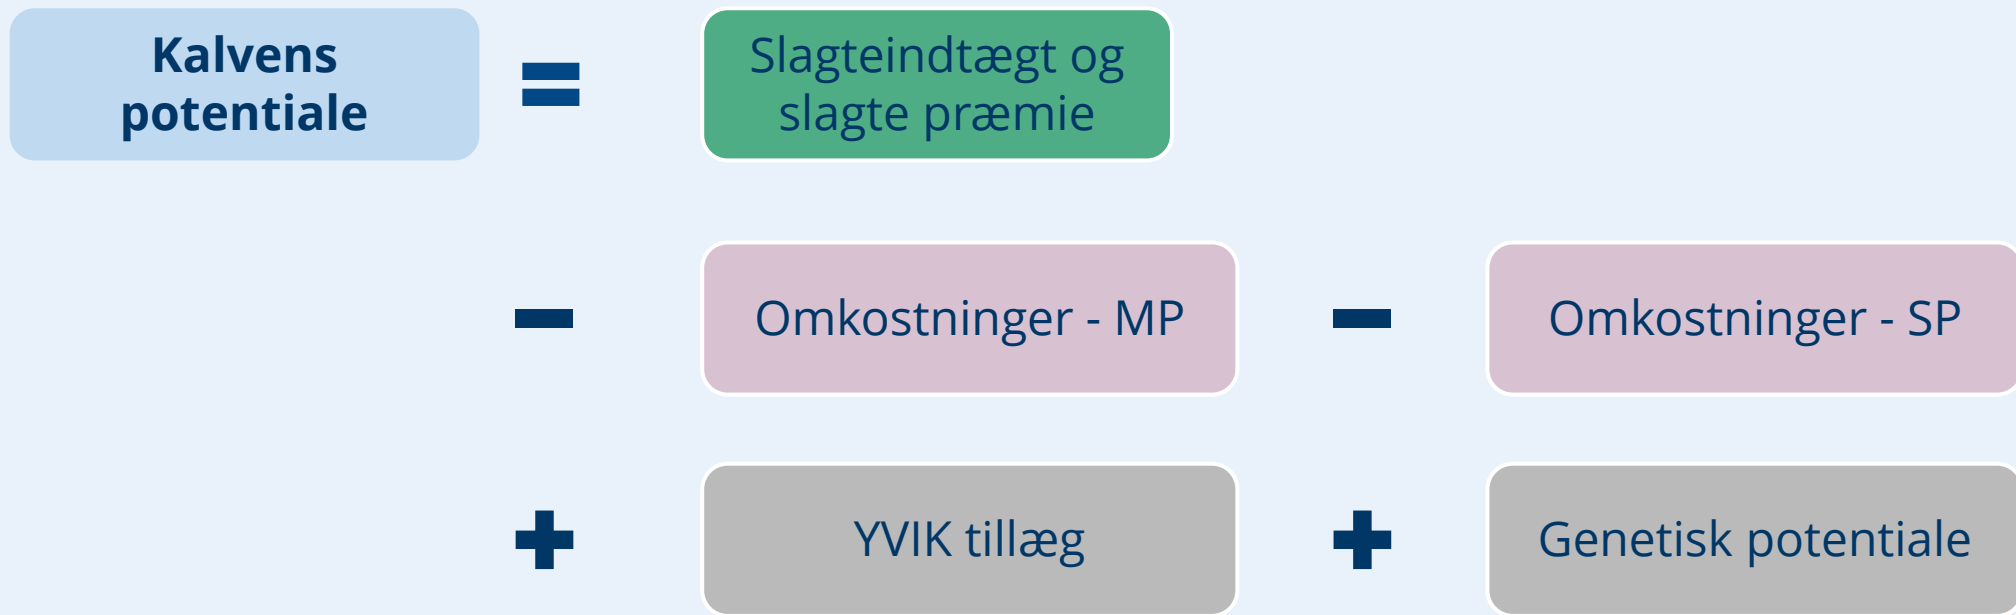 Kalvens
potentiale
=
Slagteindtægt og
slagte præmie
-
Omkostninger - MP
-
Omkostninger - SP
+
YVIK tillæg
+
Genetisk potentiale